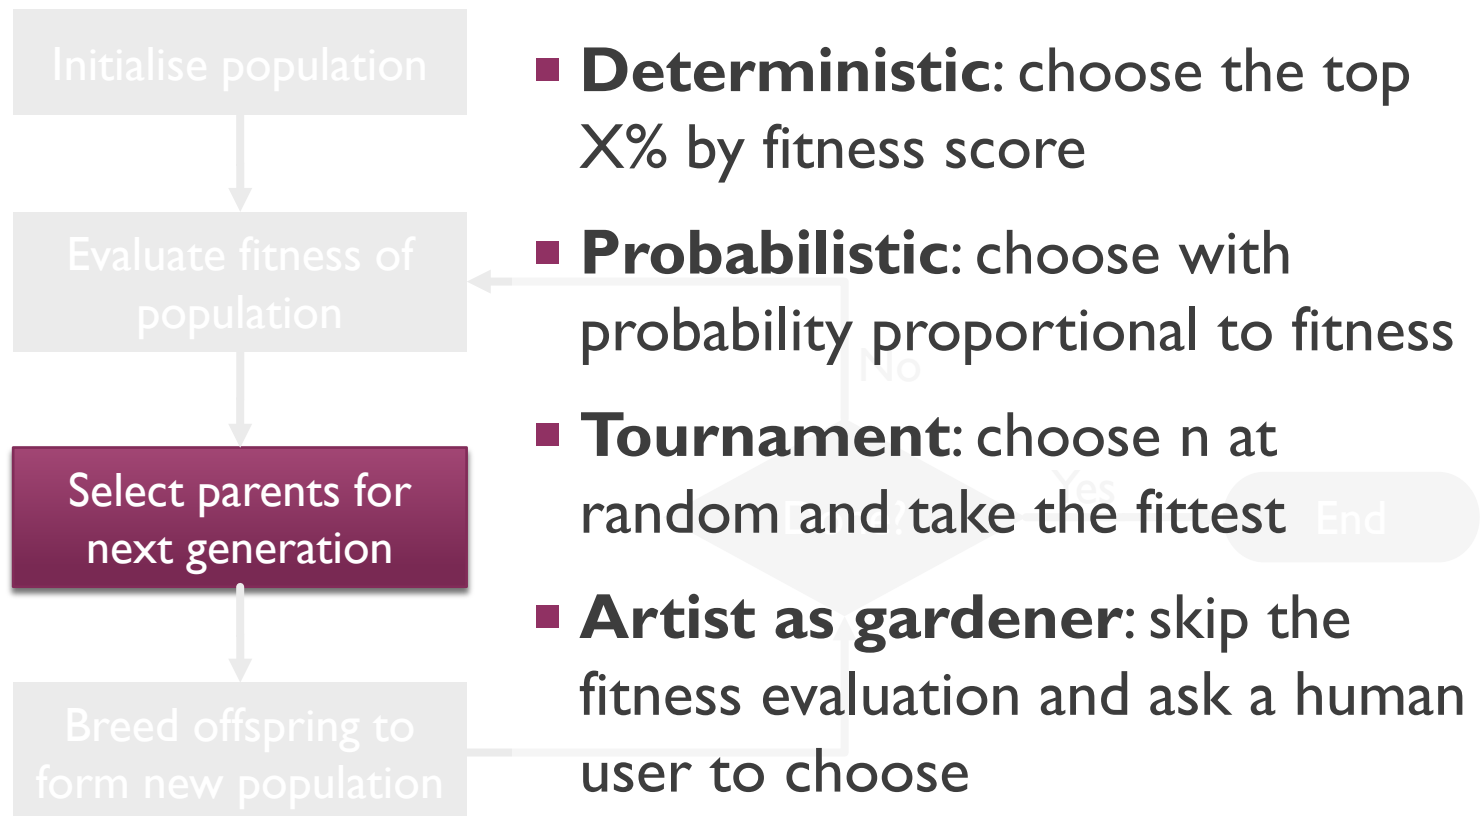 Initialise population
Evaluate fitness of
population
Select parents for
next generation
Breed offspring to
form new population
■ Deterministic: choose the top
X% by fitness score
■ Probabilistic: choose with
probability proportional to fitness
■ Tournament: choose n at
random and take the fittest
■ Artist as gardener: skip the
fitness evaluation and ask a human
user to choose
No
Yes
End